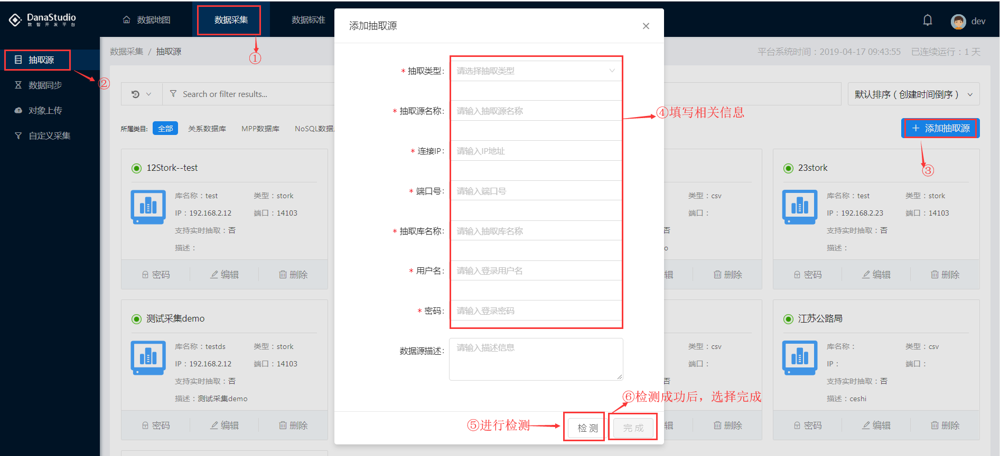 DanaStudio
数智开发平台
数据地图
数据采集
数据标准
dev
①
抽取源
②
数据同步
对象上传
自定义采集
数据采集 / 抽取源
平台系统时间：2019-04-17 09:43:55 已连续运行：1 天
Search or filter results...
默认排序（创建时间倒序）
所属类目: 全部 关系数据库 MPP数据库 NoSQL数据
+ 添加抽取源
③
12Stork--test
库名称：test 类型：stork
IP：192.168.2.12 端口：14103
支持实时抽取：否
描述：
密码 编辑 删除
类型：csv
端口：
否
o
辑 删除
23stork
库名称：test 类型：stork
IP：192.168.2.23 端口：14103
支持实时抽取：否
描述：
密码 编辑 删除
测试采集demo
库名称：testds 类型：stork
IP：192.168.2.12 端口：14103
支持实时抽取：否
描述：测试采集demo
密码 编辑 删除
类型：csv
端口：
否
辑 删除
江苏公路局
库名称： 类型：csv
IP： 端口：
支持实时抽取：否
描述：ceshi
密码 编辑 删除
添加抽取源
* 抽取类型: 请选择抽取类型
* 抽取源名称: 请输入抽取源名称
④填写相关信息
* 连接IP: 请输入IP地址
* 端口号: 请输入端口号
* 抽取库名称: 请输入抽取库名称
* 用户名: 请输入登录用户名
* 密码: 请输入登录密码
数据源描述: 请输入描述信息
⑥检测成功后，选择完成
⑤进行检测
检 测
完 成